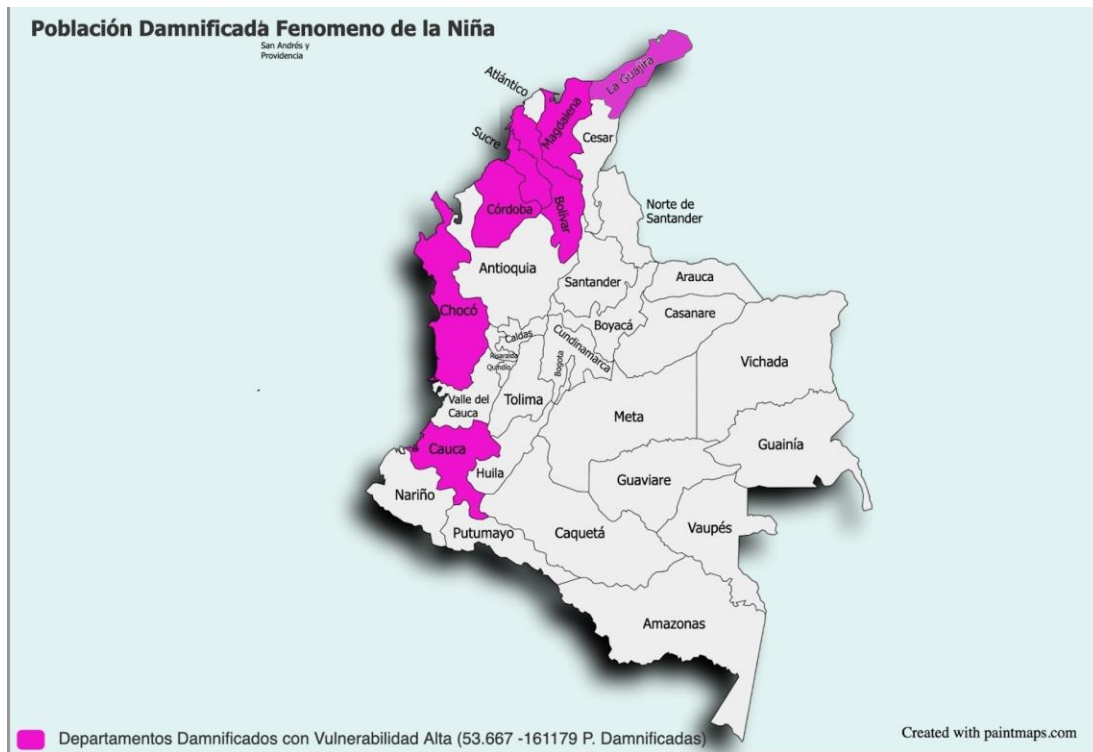 Población Damnificada Fenomeno de la Niña
San Andrés y
Providencia
Atlántico
La Guajira
Magdalena
Cesar
Sucre
Norte de
Santander
Córdoba
Bolívar
Antioquia
Santander
Arauca
Chocó
Boyacá
Casanare
Caldas
Cundinamarca
Risaralda
Quindío
Bogota
Vichada
Valle del
Cauca
Tolima
Meta
Cauca
Huila
Guainía
Guaviare
Nariño
Vaupés
Putumayo
Caquetá
Amazonas
Departamentos Damnificados con Vulnerabilidad Alta (53.667 -161179 P. Damnificadas)
Created with paintmaps.com